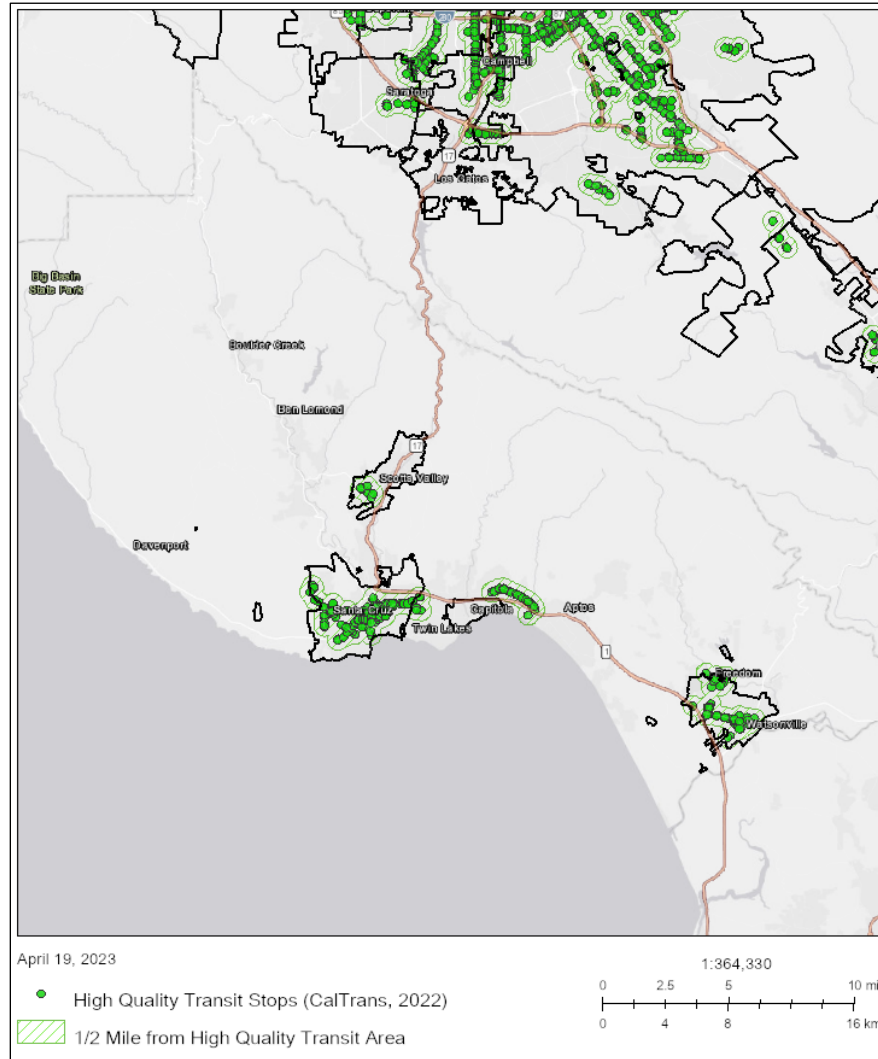 280
Campbell
Saratoga
17
Los Gatos
Big Basin
State Park
Boulder Creek
Ben Lomond
17
Scotts Valley
Davenport
Santa Cruz
Capitola
Aptos
Twin Lakes
1
Freedom
Watsonville
April 19, 2023
1:364,330
0 2.5 5 10 mi
0 4 8 16 km
High Quality Transit Stops (CalTrans, 2022)
1/2 Mile from High Quality Transit Area